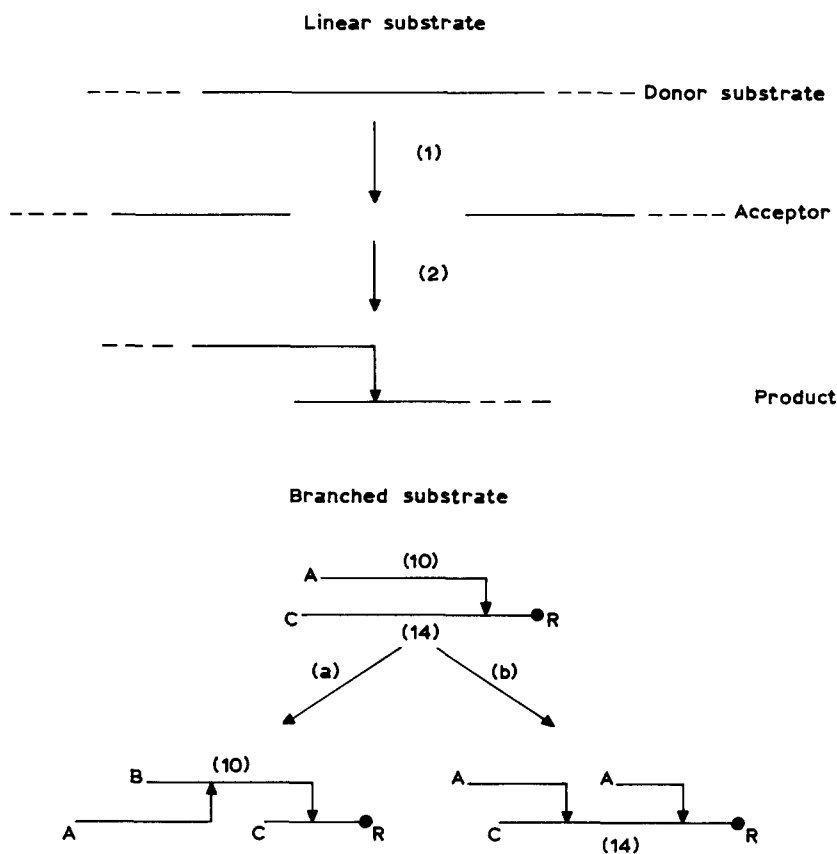 Linear substrate
Donor substrate
(1)
Acceptor
(2)
Product
Branched substrate
(10)
A
C R
(14)
(a) (b)
B (10) A A
A C R C R
(14)